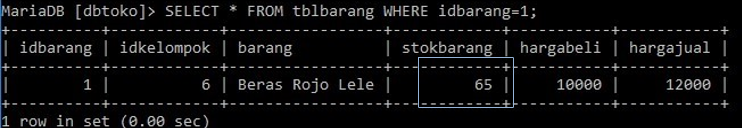 MariaDB [dbtoko]> SELECT * FROM tblbarang WHERE idbarang=1;
+----------+------------+----------------+------------+-----------+-----------+
| idbarang | idkelompok | barang         | stokbarang | hargabeli | hargajual |
+----------+------------+----------------+------------+-----------+-----------+
|        1 |          6 | Beras Rojo Lele |         65 |     10000 |     12000 |
+----------+------------+----------------+------------+-----------+-----------+
1 row in set (0.00 sec)